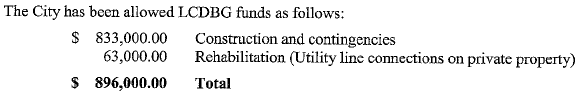 The City has been allowed LCDBG funds as follows:
$ 833,000.00 Construction and contingencies
63,000.00 Rehabilitation (Utility line connections on private property)
$ 896,000.00 Total